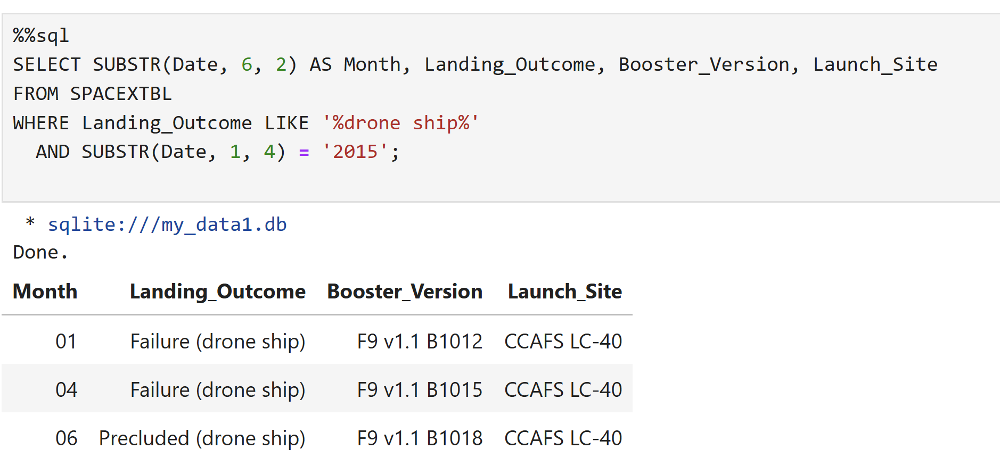 %%sql
SELECT SUBSTR(Date, 6, 2) AS Month, Landing_Outcome, Booster_Version, Launch_Site
FROM SPACEXTBL
WHERE Landing_Outcome LIKE '%drone ship%'
  AND SUBSTR(Date, 1, 4) = '2015';
* sqlite:///my_data1.db
Done.
Month Landing_Outcome Booster_Version Launch_Site
01 Failure (drone ship) F9 v1.1 B1012 CCAFS LC-40
04 Failure (drone ship) F9 v1.1 B1015 CCAFS LC-40
06 Precluded (drone ship) F9 v1.1 B1018 CCAFS LC-40